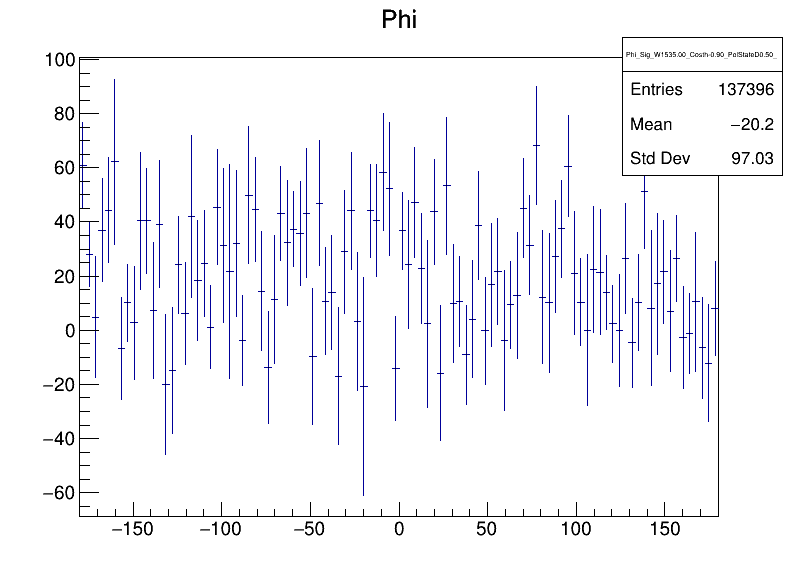 Phi
Phi_Sig_W1535.00_Costh-0.90_PolStateD0.50_
Entries 137396
Mean −20.2
Std Dev 97.03
100
80
60
40
20
0
−20
−40
−60
−150 −100 −50 0 50 100 150